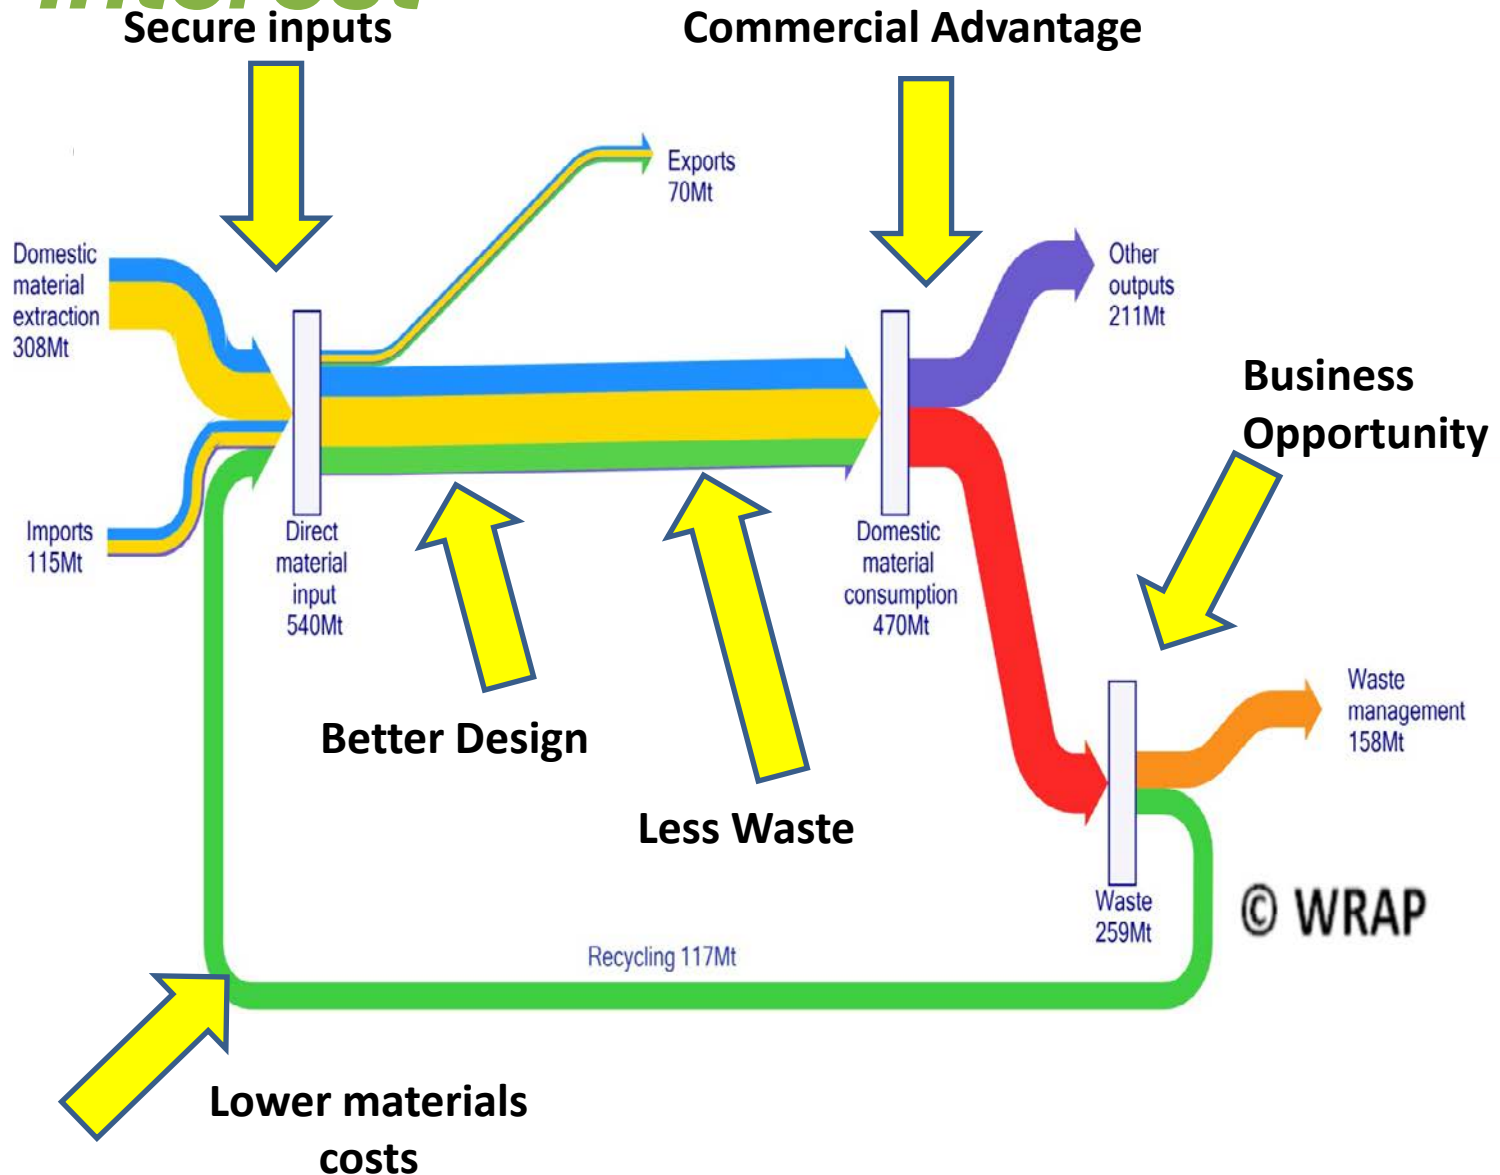 Interest
Secure inputs
Commercial Advantage
Exports
70Mt
Domestic
material
extraction
308Mt
Other
outputs
211Mt
Business
Opportunity
Imports
115Mt
Direct
material
input
540Mt
Domestic
material
consumption
470Mt
Better Design
Less Waste
Waste
management
158Mt
Waste
259Mt
© WRAP
Recycling 117Mt
Lower materials
costs